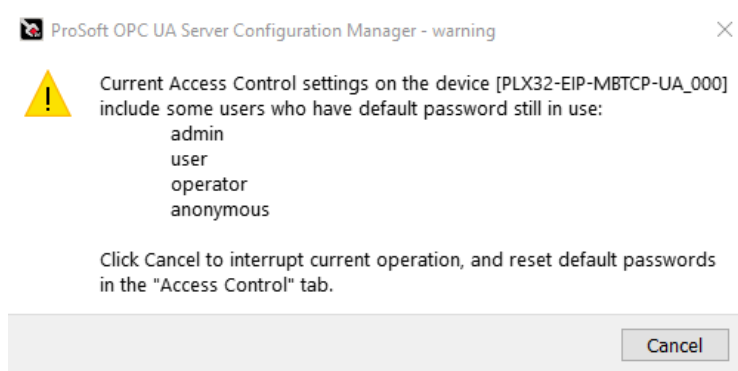 ProSoft OPC UA Server Configuration Manager - warning
Current Access Control settings on the device [PLX32-EIP-MBTCP-UA_000]
include some users who have default password still in use:
admin
user
operator
anonymous
Click Cancel to interrupt current operation, and reset default passwords
in the "Access Control" tab.
Cancel